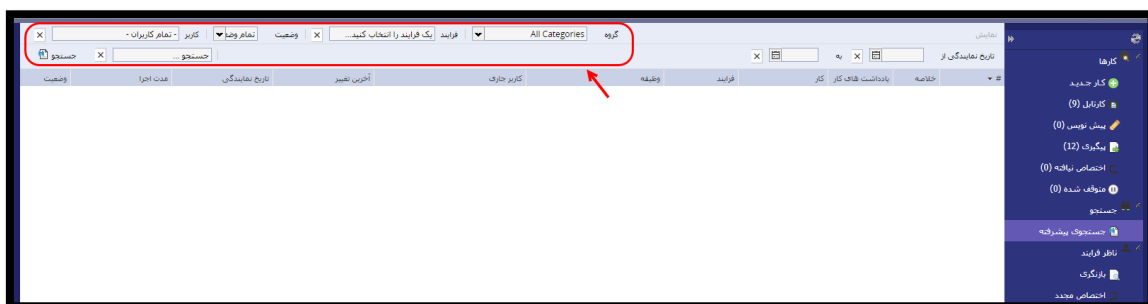 نمایش
گروه All Categories فرایند یک فرایند را انتخاب کنید... وضعیت تمام وضع کاربر - تمام کاربران -
تاریخ نمایندگی از به جستجو ... جستجو
# خلاصه یادداشت های کار کار فرایند وظیفه کاربر جاری آخرین تغییر تاریخ نمایندگی مدت اجرا وضعیت
کارها
کار جدید
کارتابل (9)
پیش نویس (0)
پیگیری (12)
اختصاص نیافته (0)
متوقف شده (0)
جستجو
جستجوی پیشرفته
ناظر فرایند
بازنگری
اختصاص مجدد